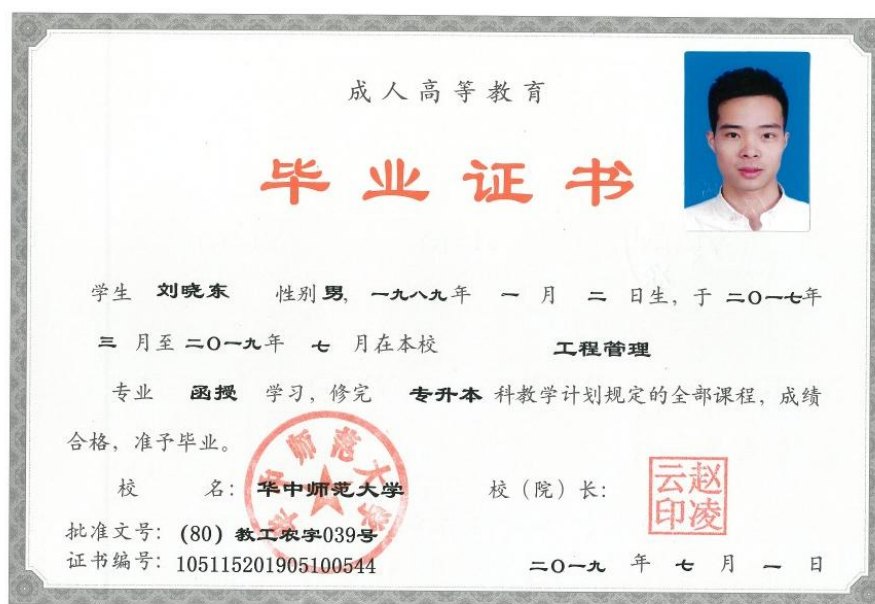 成人高等教育
毕业证书
学生 刘晓东 性别 男, 一九八九年 一 月 二 日生, 于 二〇一七年
三 月至 二〇一九年 七 月在本校 工程管理
专业 函授 学习, 修完 专升本 科教学计划规定的全部课程, 成绩
合格, 准予毕业。
校 名: 华中师范大学 校（院）长:
赵凌云印
华中师范大学
批准文号: (80) 教工农字039号
证书编号: 105115201905100544
二〇一九 年 七 月 一 日